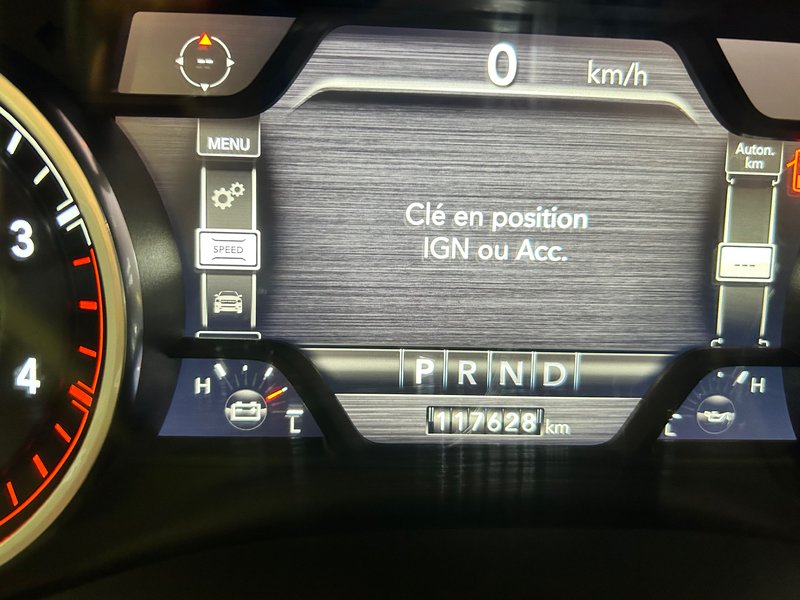 0 km/h
MENU
Auton.
km
Clé en position
IGN ou Acc.
SPEED
---
3
4
P R N D
H
L
H
117628 km